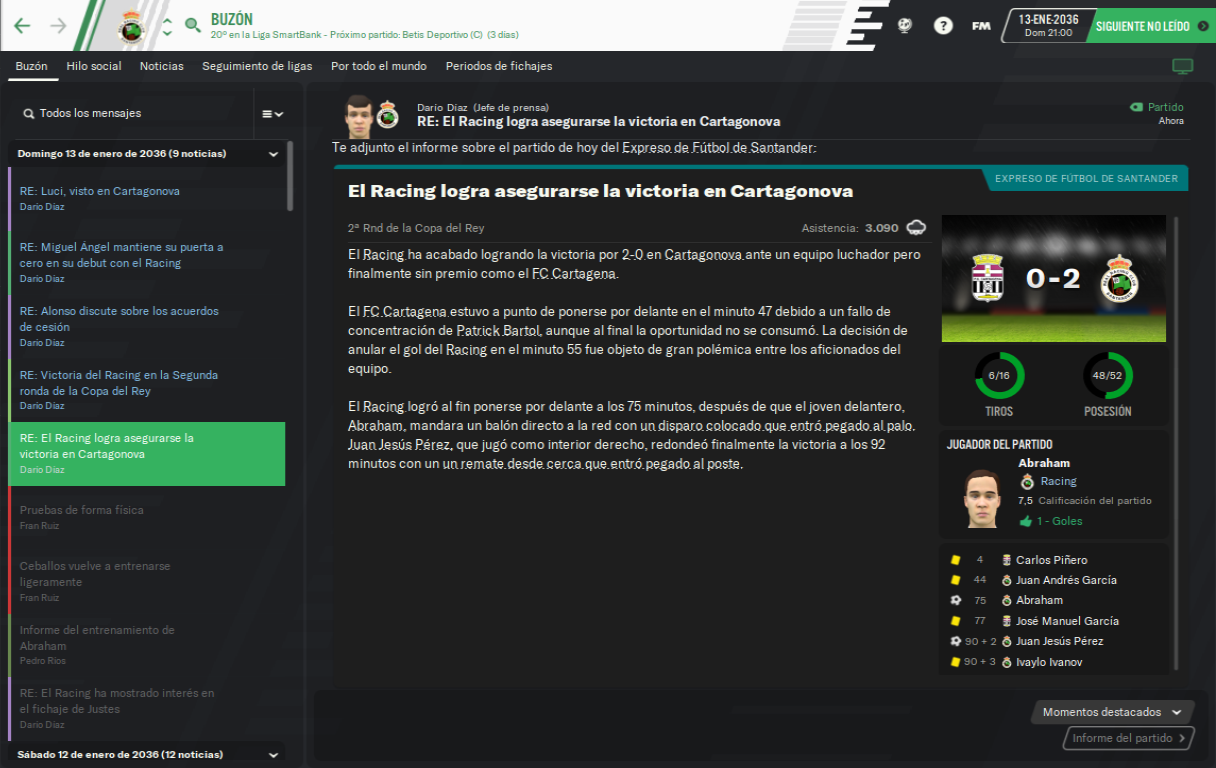 BUZÓN
20º en la Liga SmartBank - Próximo partido: Betis Deportivo (C) (3 días)
FM
13-ENE-2036
Dom 21:00
SIGUIENTE NO LEÍDO
Buzón
Hilo social
Noticias
Seguimiento de ligas
Por todo el mundo
Periodos de fichajes
Todos los mensajes
Domingo 13 de enero de 2036 (9 noticias)
RE: Luci, visto en Cartagonova
Darío Díaz
RE: Miguel Ángel mantiene su puerta a
cero en su debut con el Racing
Darío Díaz
RE: Alonso discute sobre los acuerdos
de cesión
Darío Díaz
RE: Victoria del Racing en la Segunda
ronda de la Copa del Rey
Darío Díaz
RE: El Racing logra asegurarse la
victoria en Cartagonova
Darío Díaz
Pruebas de forma física
Fran Ruiz
Ceballos vuelve a entrenarse
ligeramente
Fran Ruiz
Informe del entrenamiento de
Abraham
Pedro Ríos
RE: El Racing ha mostrado interés en
el fichaje de Justes
Darío Díaz
Sábado 12 de enero de 2036 (12 noticias)
Darío Díaz (Jefe de prensa)
RE: El Racing logra asegurarse la victoria en Cartagonova
Partido
Ahora
Te adjunto el informe sobre el partido de hoy del Expreso de Fútbol de Santander:
EXPRESO DE FÚTBOL DE SANTANDER
El Racing logra asegurarse la victoria en Cartagonova
2ª Rnd de la Copa del Rey
Asistencia: 3.090
El Racing ha acabado logrando la victoria por 2-0 en Cartagonova ante un equipo luchador pero
finalmente sin premio como el FC Cartagena.
El FC Cartagena estuvo a punto de ponerse por delante en el minuto 47 debido a un fallo de
concentración de Patrick Bartol, aunque al final la oportunidad no se consumó. La decisión de
anular el gol del Racing en el minuto 55 fue objeto de gran polémica entre los aficionados del
equipo.
El Racing logró al fin ponerse por delante a los 75 minutos, después de que el joven delantero,
Abraham, mandara un balón directo a la red con un disparo colocado que entró pegado al palo.
Juan Jesús Pérez, que jugó como interior derecho, redondeó finalmente la victoria a los 92
minutos con un un remate desde cerca que entró pegado al poste.
0-2
6/16
TIROS
48/52
POSESIÓN
JUGADOR DEL PARTIDO
Abraham
Racing
7,5 Calificación del partido
1 - Goles
4 Carlos Piñero
44 Juan Andrés García
75 Abraham
77 José Manuel García
90 + 2 Juan Jesús Pérez
90 + 3 Ivaylo Ivanov
Momentos destacados
Informe del partido